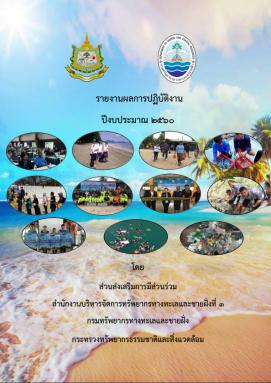 รายงานผลการปฏิบัติงาน
ปีงบประมาณ ๒๕๖๐
โดย
ส่วนส่งเสริมการมีส่วนร่วม
สำนักงานบริหารจัดการทรัพยากรทางทะเลและชายฝั่งที่ ๓
กรมทรัพยากรทางทะเลและชายฝั่ง
กระทรวงทรัพยากรธรรมชาติและสิ่งแวดล้อม